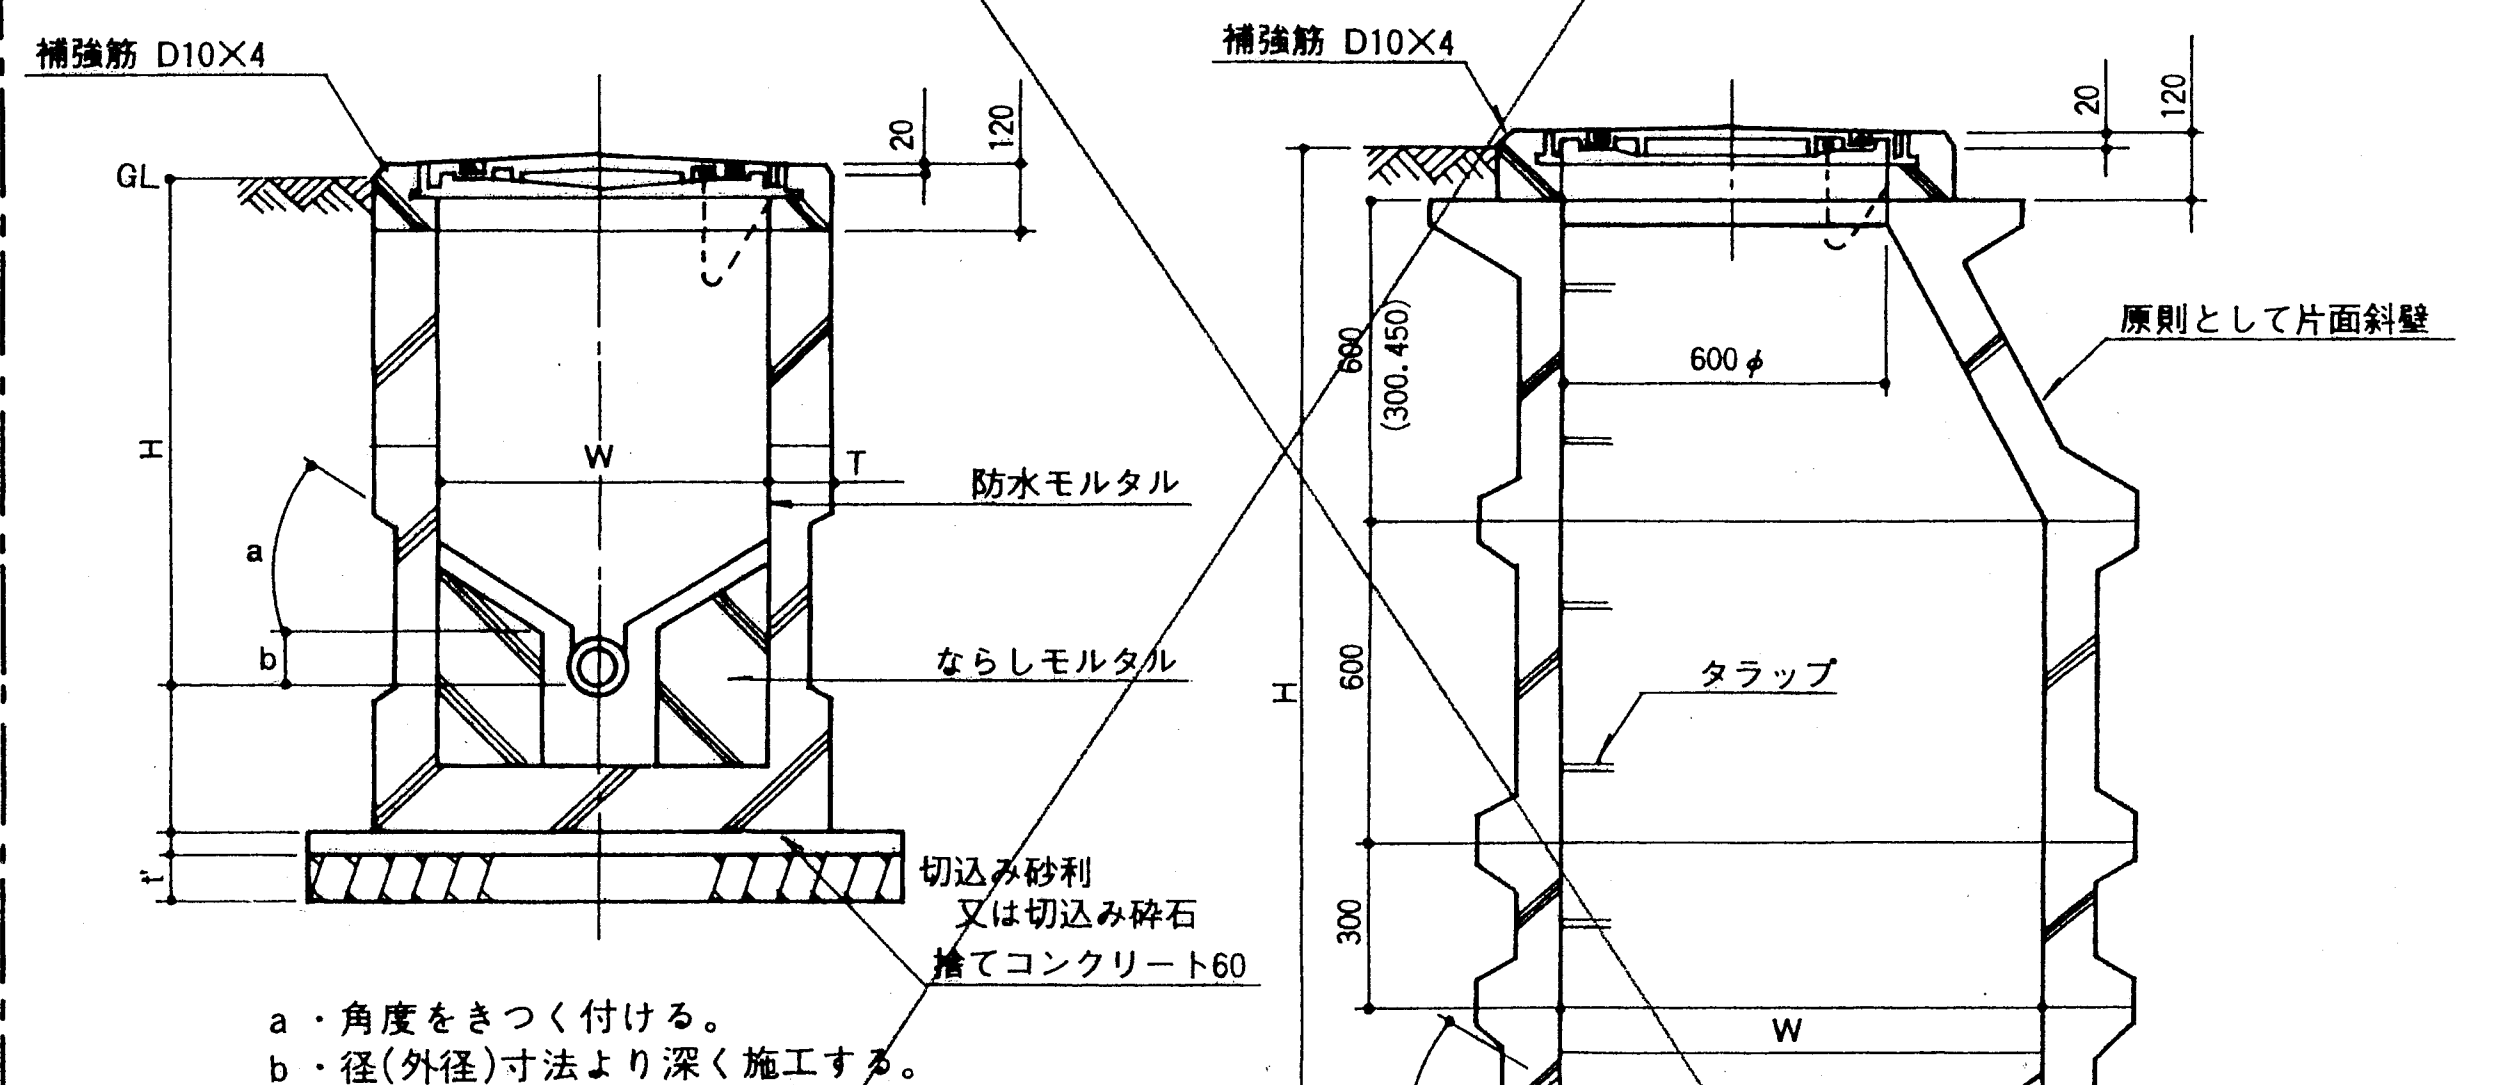 補強筋 D10×4
GL
20
120
H
W
T
防水モルタル
a
b
ならしモルタル
t'
切込み砂利
又は切込み砕石
捨てコンクリート60
a・角度をきつく付ける。
b・径(外径)寸法より深く施工する。
補強筋 D10×4
20
120
600
(300.450)
600φ
原則として片面斜壁
H
600
タラップ
300
W